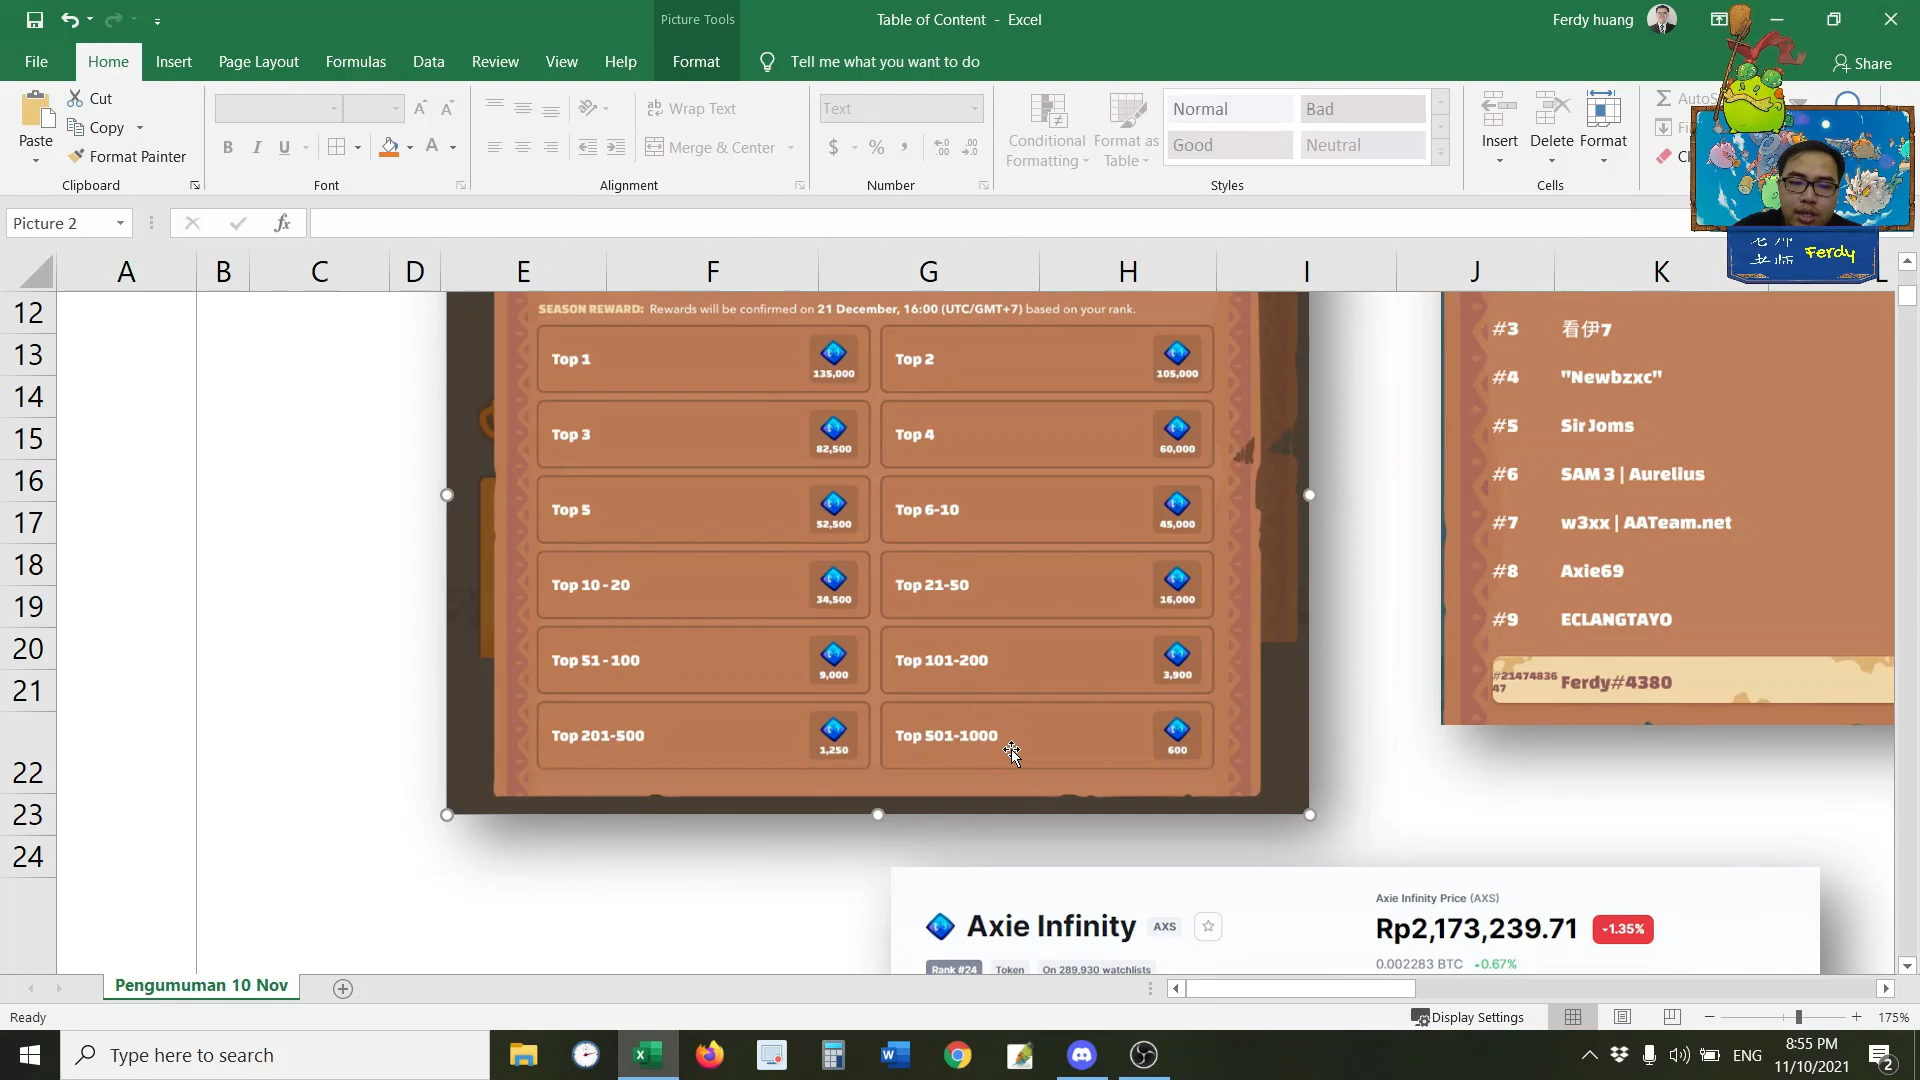 Picture Tools
Table of Content - Excel
Ferdy huang
File Home Insert Page Layout Formulas Data Review View Help Format Tell me what you want to do Share
Cut
Copy
Format Painter
Paste
Clipboard
B I U
Font
Wrap Text
Merge & Center
Alignment
Text
$ %
Number
Conditional Formatting
Format as Table
Normal Bad
Good Neutral
Styles
Insert Delete Format
Cells
Ferdy
Picture 2
fx
A B C D E F G H I J K L
12
13
14
15
16
17
18
19
20
21
22
23
24
SEASON REWARD: Rewards will be confirmed on 21 December, 16:00 (UTC/GMT+7) based on your rank.
Top 1 135,000
Top 2 105,000
Top 3 82,500
Top 4 60,000
Top 5 52,500
Top 6-10 45,000
Top 10 - 20 34,500
Top 21-50 16,000
Top 51 - 100 9,000
Top 101-200 3,900
Top 201-500 1,250
Top 501-1000 600
#3 看伊7
#4 "Newbzxc"
#5 Sir Joms
#6 SAM 3 | Aurelius
#7 w3xx | AATeam.net
#8 Axie69
#9 ECLANGTAYO
#2147483647 Ferdy#4380
Axie Infinity AXS
Rank #24 Token On 289,930 watchlists
Axie Infinity Price (AXS)
Rp2,173,239.71 -1.35%
0.002283 BTC 0.67%
Pengumuman 10 Nov
Ready
Display Settings
175%
Type here to search
ENG
8:55 PM
11/10/2021
2